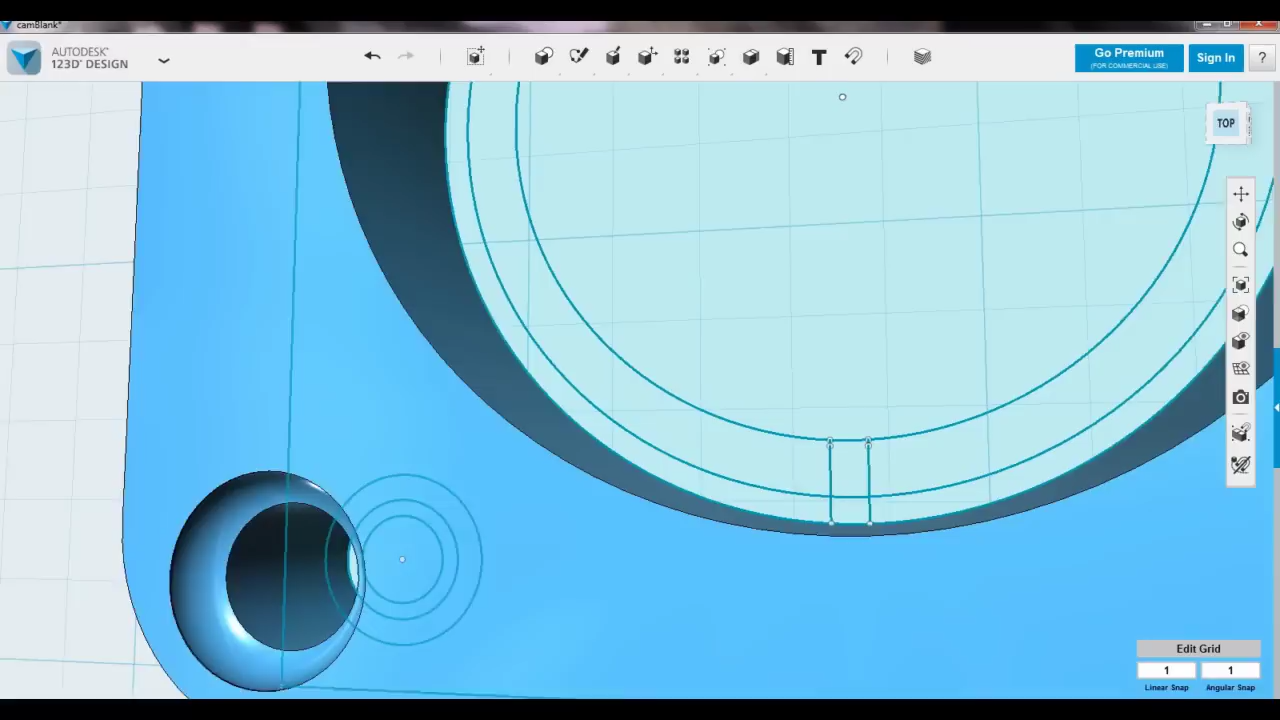 camBlank*
AUTODESK®
123D® DESIGN
Go Premium
(FOR COMMERCIAL USE)
Sign In
?
T
TOP
Edit Grid
1 1
Linear Snap Angular Snap